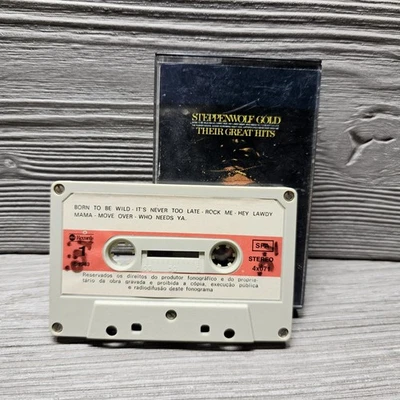 STEPPENWOLF GOLD
THEIR GREAT HITS
BORN TO BE WILD - IT'S NEVER TOO LATE - ROCK ME - HEY LAWDY
MAMA - MOVE OVER - WHO NEEDS YA.
STEREO
Reservados os direitos do produtor fonográfico e do proprie-
tário da obra gravada e proibida a cópia, execução pública
e radiodifusão deste fonograma